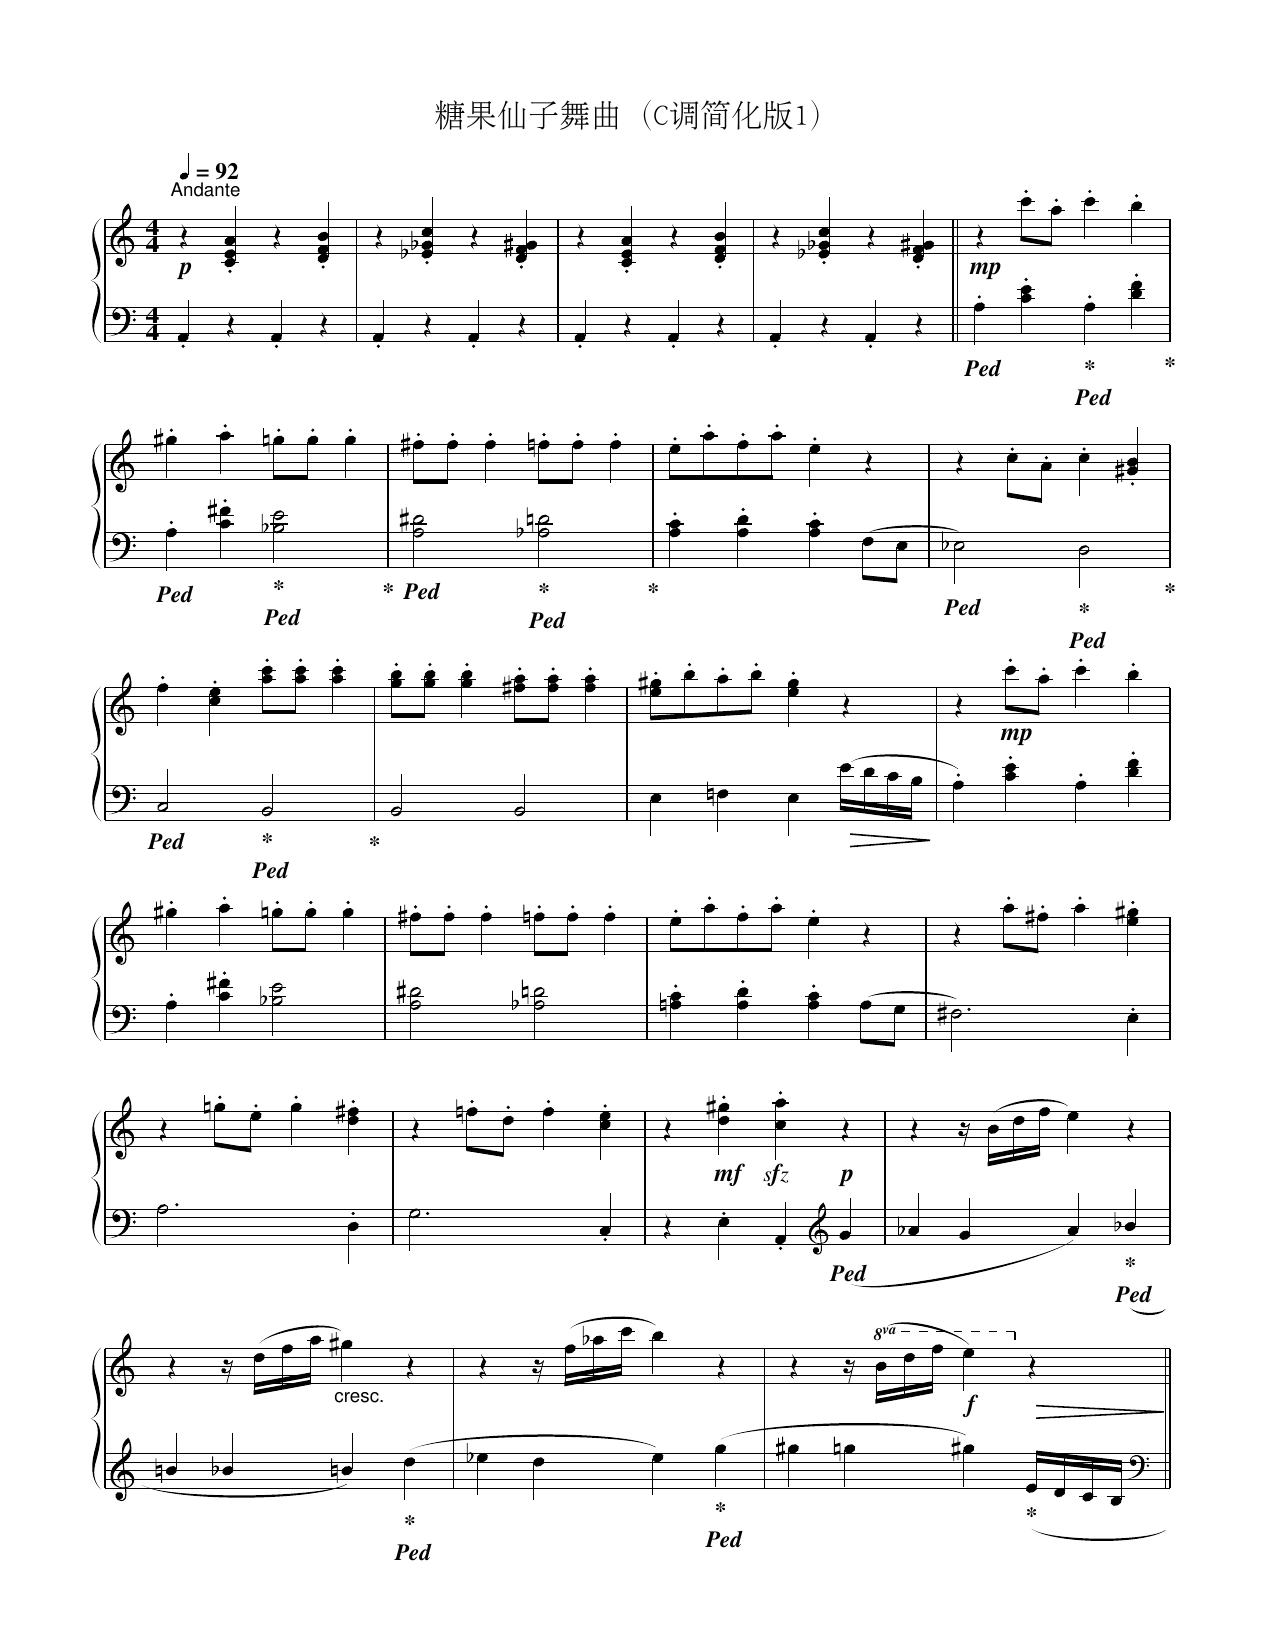 糖果仙子舞曲（C调简化版1）
= 92
Andante
4 4
p mp
4 4
Ped * *
Ped
Ped * * Ped * * Ped * *
Ped Ped Ped
mp
Ped * *
Ped
mf sfz p
Ped *
Ped
8va
cresc. f
* * *
Ped Ped